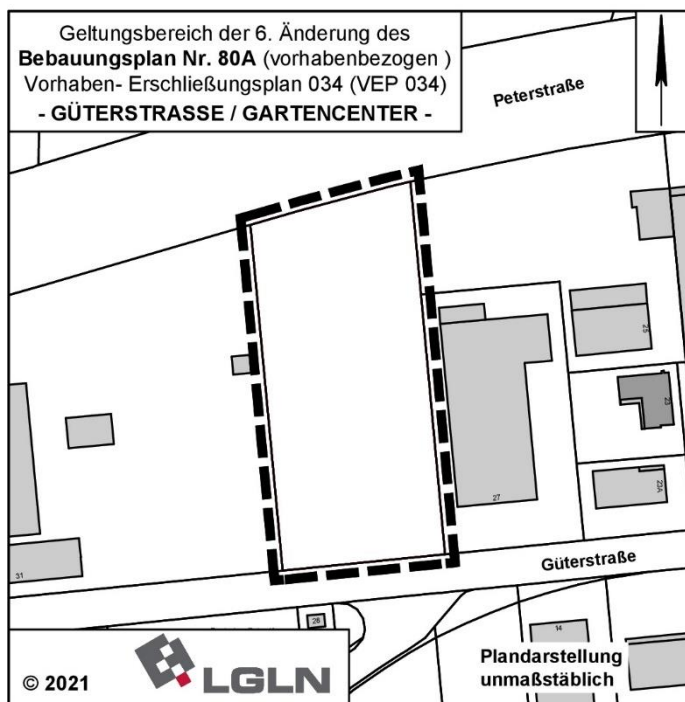 Geltungsbereich der 6. Änderung des
Bebauungsplan Nr. 80A (vorhabenbezogen )
Vorhaben- Erschließungsplan 034 (VEP 034)
- GÜTERSTRASSE / GARTENCENTER -
Peterstraße
25
23
23A
27
31
Güterstraße
28
14
© 2021
LGLN
Plandarstellung
unmaßstäblich